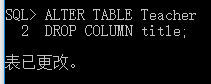 SQL> ALTER TABLE Teacher
  2  DROP COLUMN title;
表已更改。